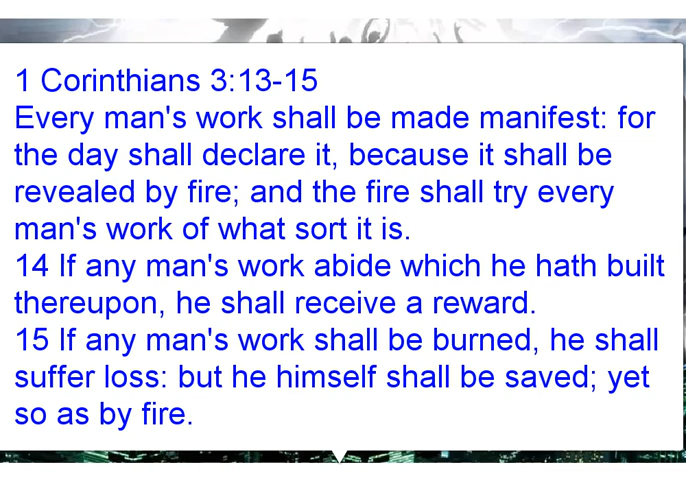 1 Corinthians 3:13-15
Every man's work shall be made manifest: for
the day shall declare it, because it shall be
revealed by fire; and the fire shall try every
man's work of what sort it is.
14 If any man's work abide which he hath built
thereupon, he shall receive a reward.
15 If any man's work shall be burned, he shall
suffer loss: but he himself shall be saved; yet
so as by fire.